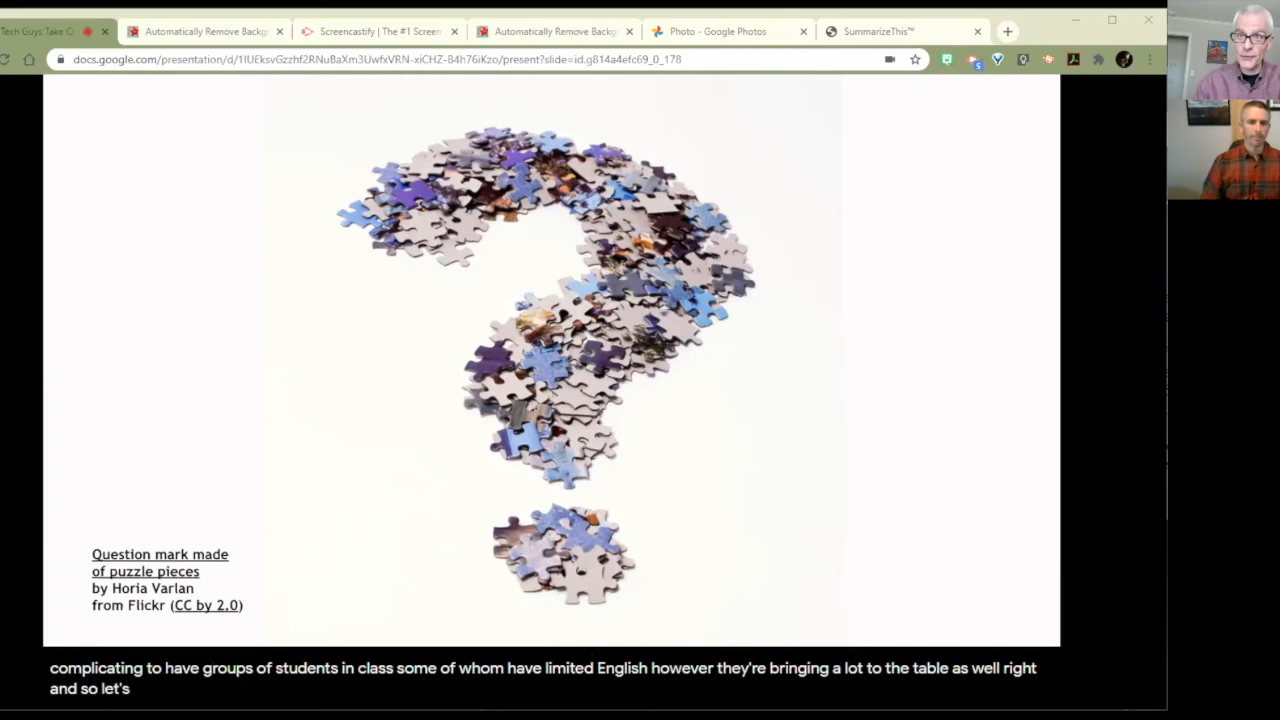 Tech Guys Take Q
Automatically Remove Backg
Screencastify | The #1 Screen
Automatically Remove Backg
Photo - Google Photos
SummarizeThis™
docs.google.com/presentation/d/1IUEksvGzzhf2RNuBaXm3UwfxVRN-xiCHZ-B4h76iKzo/present?slide=id.g814a4efc69_0_178
5
Question mark made
of puzzle pieces
by Horia Varlan
from Flickr (CC by 2.0)
complicating to have groups of students in class some of whom have limited English however they're bringing a lot to the table as well right
and so let's